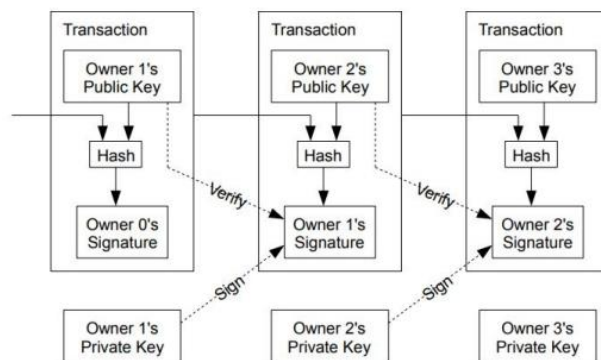 Transaction
Owner 1's
Public Key
Hash
Owner 0's
Signature
Transaction
Owner 2's
Public Key
Hash
Verify
Owner 1's
Signature
Transaction
Owner 3's
Public Key
Hash
Verify
Owner 2's
Signature
Owner 1's
Private Key
Sign
Owner 2's
Private Key
Sign
Owner 3's
Private Key